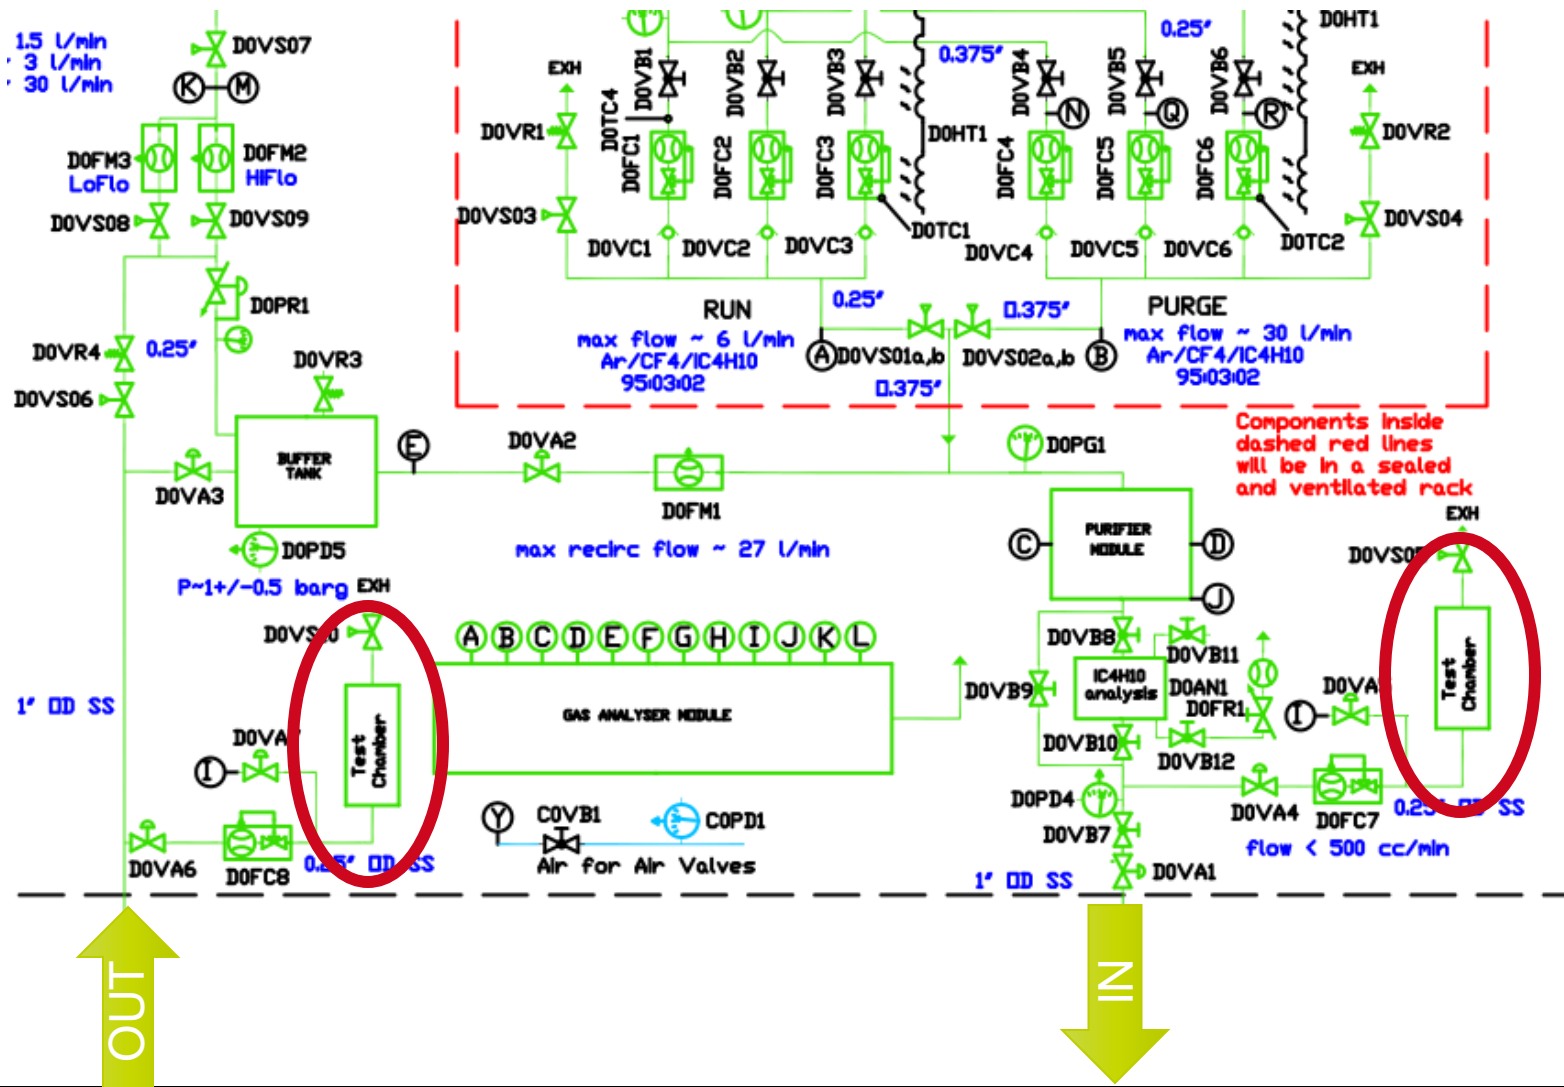 1.5 l/min
3 l/min
30 l/min
D0VS07
K
M
D0FM3
LoFlo
D0FM2
HiFlo
D0VS08
D0VS09
D0PR1
D0VR4
0.25"
D0VS06
D0VR3
BUFFER
TANK
D0VA3
D0PD5
P~1+/-0.5 barg
E
D0VA2
D0FM1
max recirc flow ~ 27 l/min
EXH
D0VR1
D0VS03
D0TC4
D0VB1
D0VB2
D0VB3
D0FC1
D0FC2
D0FC3
D0HT1
D0TC1
D0VC1
D0VC2
D0VC3
0.375"
0.25"
D0HT1
D0VB4
D0VB5
D0VB6
N
Q
R
EXH
D0VR2
D0FC4
D0FC5
D0FC6
D0VS04
D0TC2
D0VC4
D0VC5
D0VC6
RUN
max flow ~ 6 l/min
Ar/CF4/IC4H10
95:03:02
0.25"
0.375"
PURGE
max flow ~ 30 l/min
Ar/CF4/IC4H10
95:03:02
A
D0VS01a,b
D0VS02a,b
B
0.375"
Components inside
dashed red lines
will be in a sealed
and ventilated rack
D0PG1
PURIFIER
MODULE
C
D
J
EXH
D0VB8
D0VB11
IC4H10
analysis
D0AN1
D0VB9
D0FR1
D0VB10
D0VB12
D0PD4
D0VB7
D0VA1
1" OD SS
Test
Chamber
I
D0VA4
D0FC7
OD SS
flow < 500 cc/min
EXH
Test
Chamber
1" OD SS
I
D0VA6
D0FC8
OD SS
A B C D E F G H I J K L
GAS ANALYSER MODULE
Y
C0VB1
C0PD1
Air for Air Valves
OUT
IN